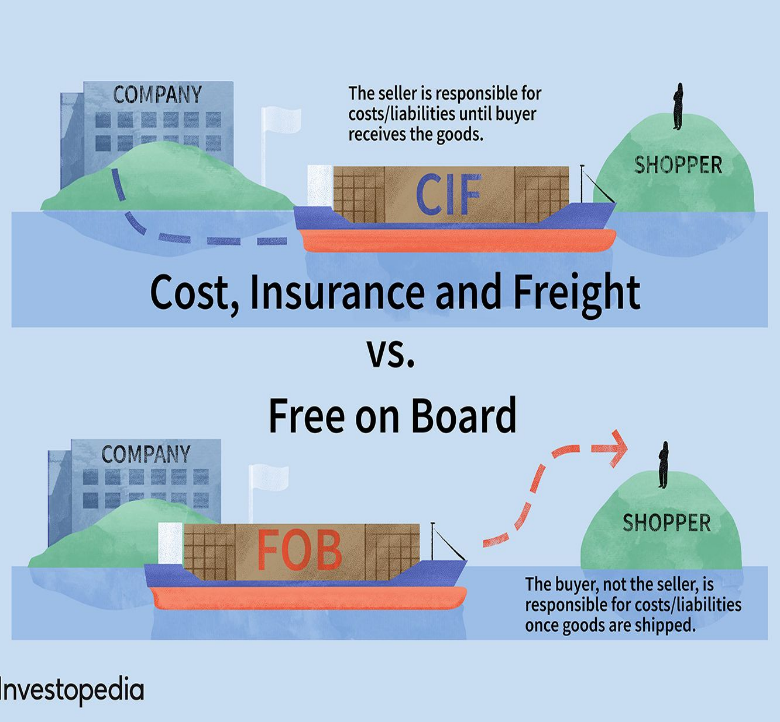 COMPANY
The seller is responsible for
costs/liabilities until buyer
receives the goods.
SHOPPER
CIF
Cost, Insurance and Freight
vs.
Free on Board
COMPANY
SHOPPER
FOB
The buyer, not the seller, is
responsible for costs/liabilities
once goods are shipped.
Investopedia